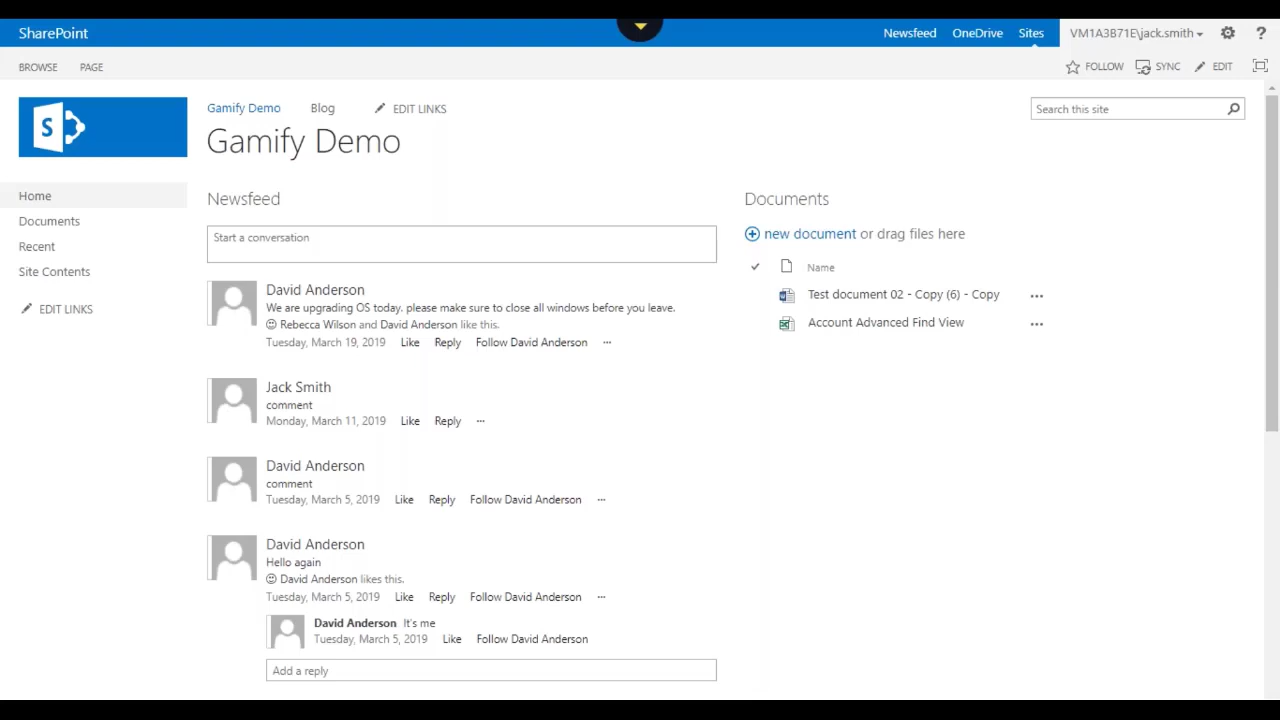 SharePoint
Newsfeed OneDrive Sites VM1A3B71E\jack.smith ?
BROWSE PAGE
FOLLOW SYNC EDIT
S
Gamify Demo Blog EDIT LINKS
Search this site
Gamify Demo
Home
Documents
Recent
Site Contents
EDIT LINKS
Newsfeed
Start a conversation
David Anderson
We are upgrading OS today. please make sure to close all windows before you leave.
Rebecca Wilson and David Anderson like this.
Tuesday, March 19, 2019 Like Reply Follow David Anderson ...
Jack Smith
comment
Monday, March 11, 2019 Like Reply ...
David Anderson
comment
Tuesday, March 5, 2019 Like Reply Follow David Anderson ...
David Anderson
Hello again
David Anderson likes this.
Tuesday, March 5, 2019 Like Reply Follow David Anderson ...
David Anderson It's me
Tuesday, March 5, 2019 Like Follow David Anderson
Add a reply
Documents
new document or drag files here
Name
Test document 02 - Copy (6) - Copy ...
Account Advanced Find View ...